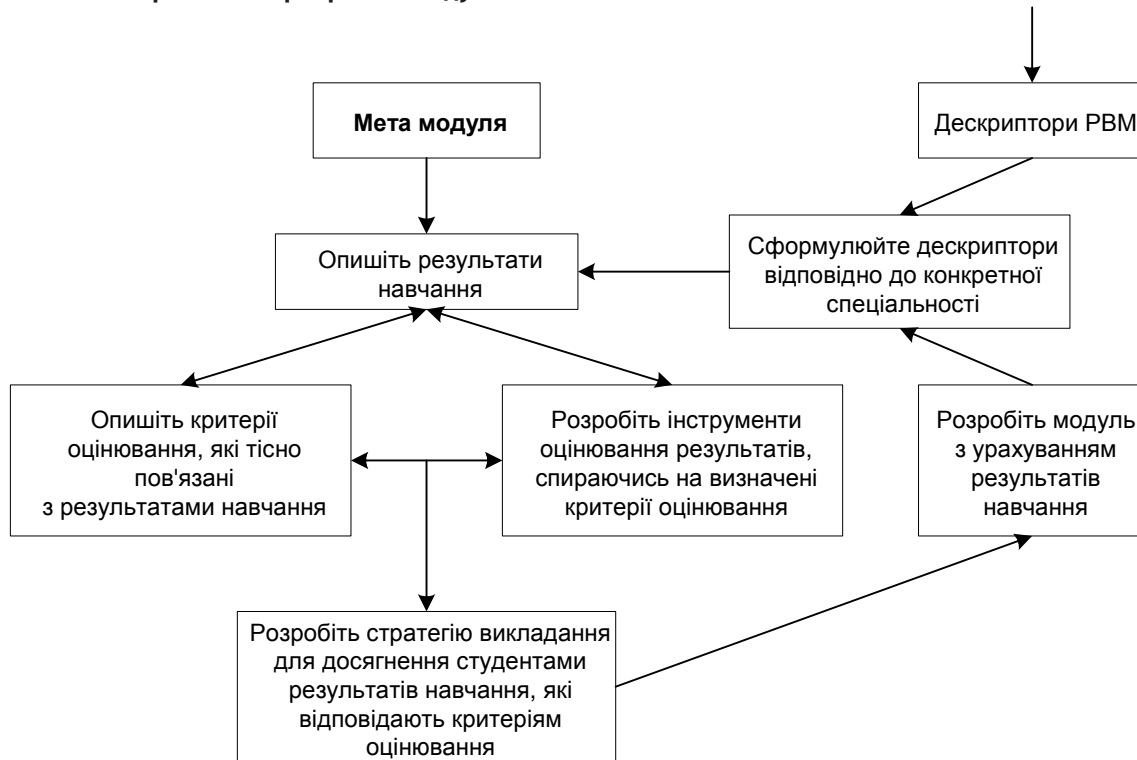 Мета модуля
Дескриптори РВМ
Опишіть результати
навчання
Сформулюйте дескриптори
відповідно до конкретної
спеціальності
Опишіть критерії
оцінювання, які тісно
пов'язані
з результатами навчання
Розробіть інструменти
оцінювання результатів,
спираючись на визначені
критерії оцінювання
Розробіть модуль
з урахуванням
результатів
навчання
Розробіть стратегію викладання
для досягнення студентами
результатів навчання, які
відповідають критеріям
оцінювання